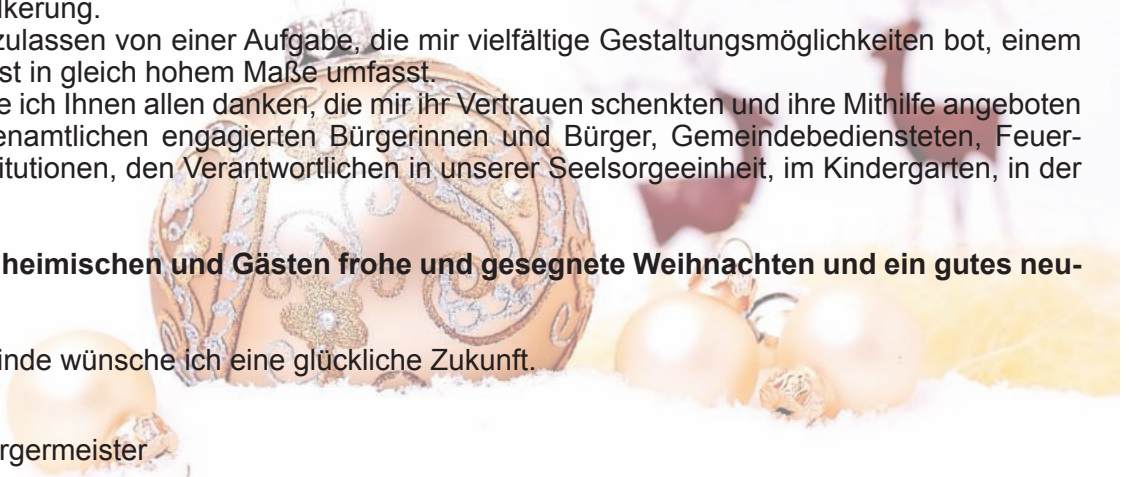 lkerung.
zulassen von einer Aufgabe, die mir vielfältige Gestaltungsmöglichkeiten bot, einem
st in gleich hohem Maße umfasst.
e ich Ihnen allen danken, die mir ihr Vertrauen schenkten und ihre Mithilfe angeboten
enamtlichen engagierten Bürgerinnen und Bürger, Gemeindebediensteten, Feuer-
titutionen, den Verantwortlichen in unserer Seelsorgeeinheit, im Kindergarten, in der
heimischen und Gästen frohe und gesegnete Weihnachten und ein gutes neu-
inde wünsche ich eine glückliche Zukunft.
rgermeister